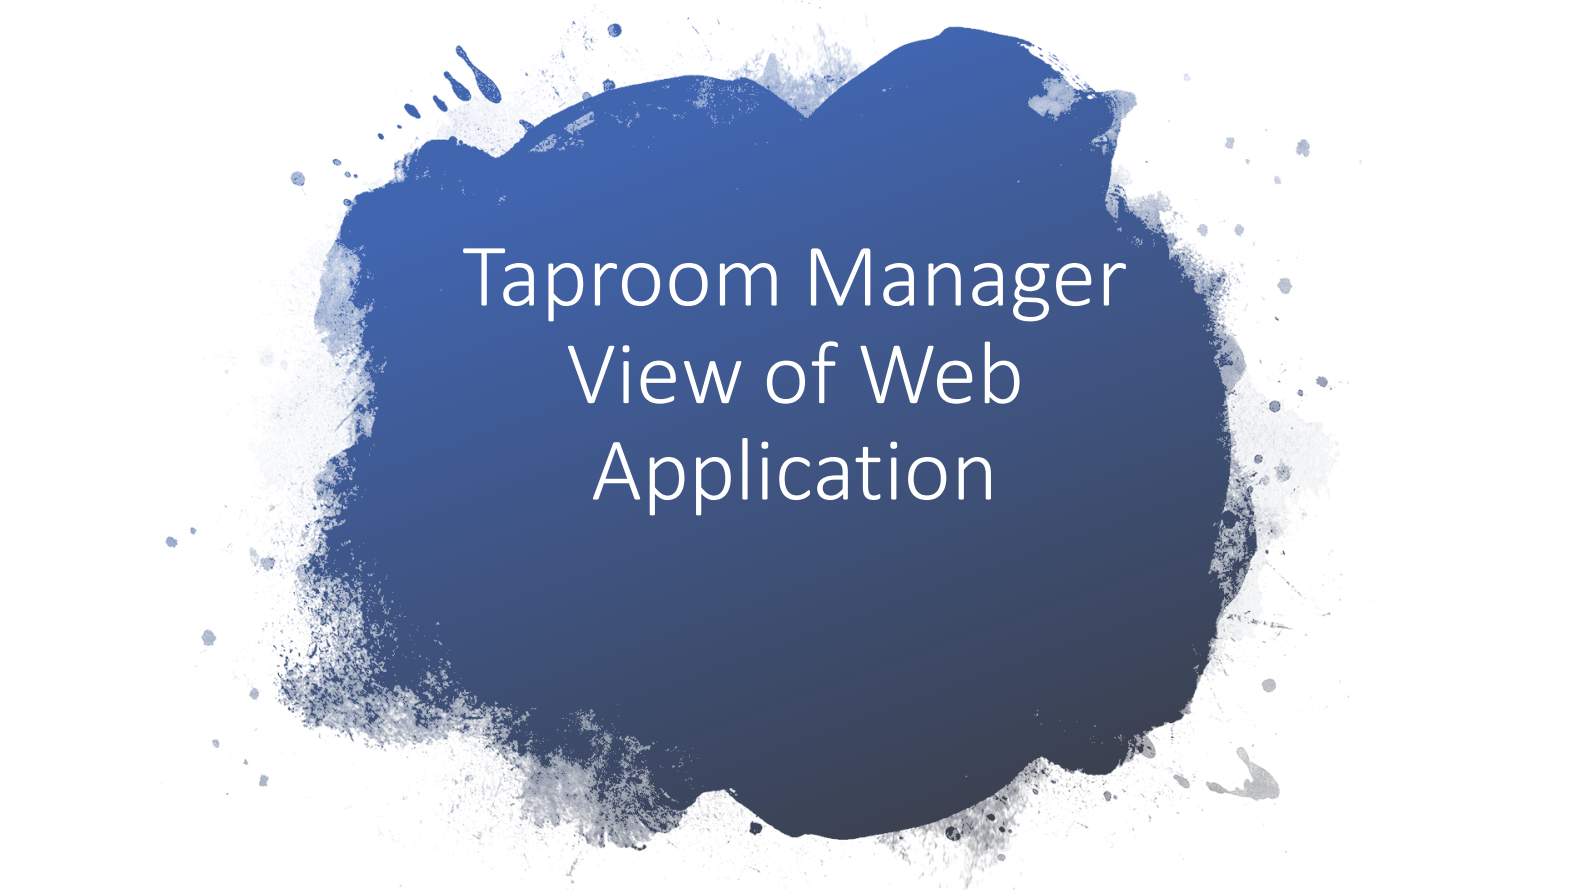 Taproom Manager
View of Web
Application